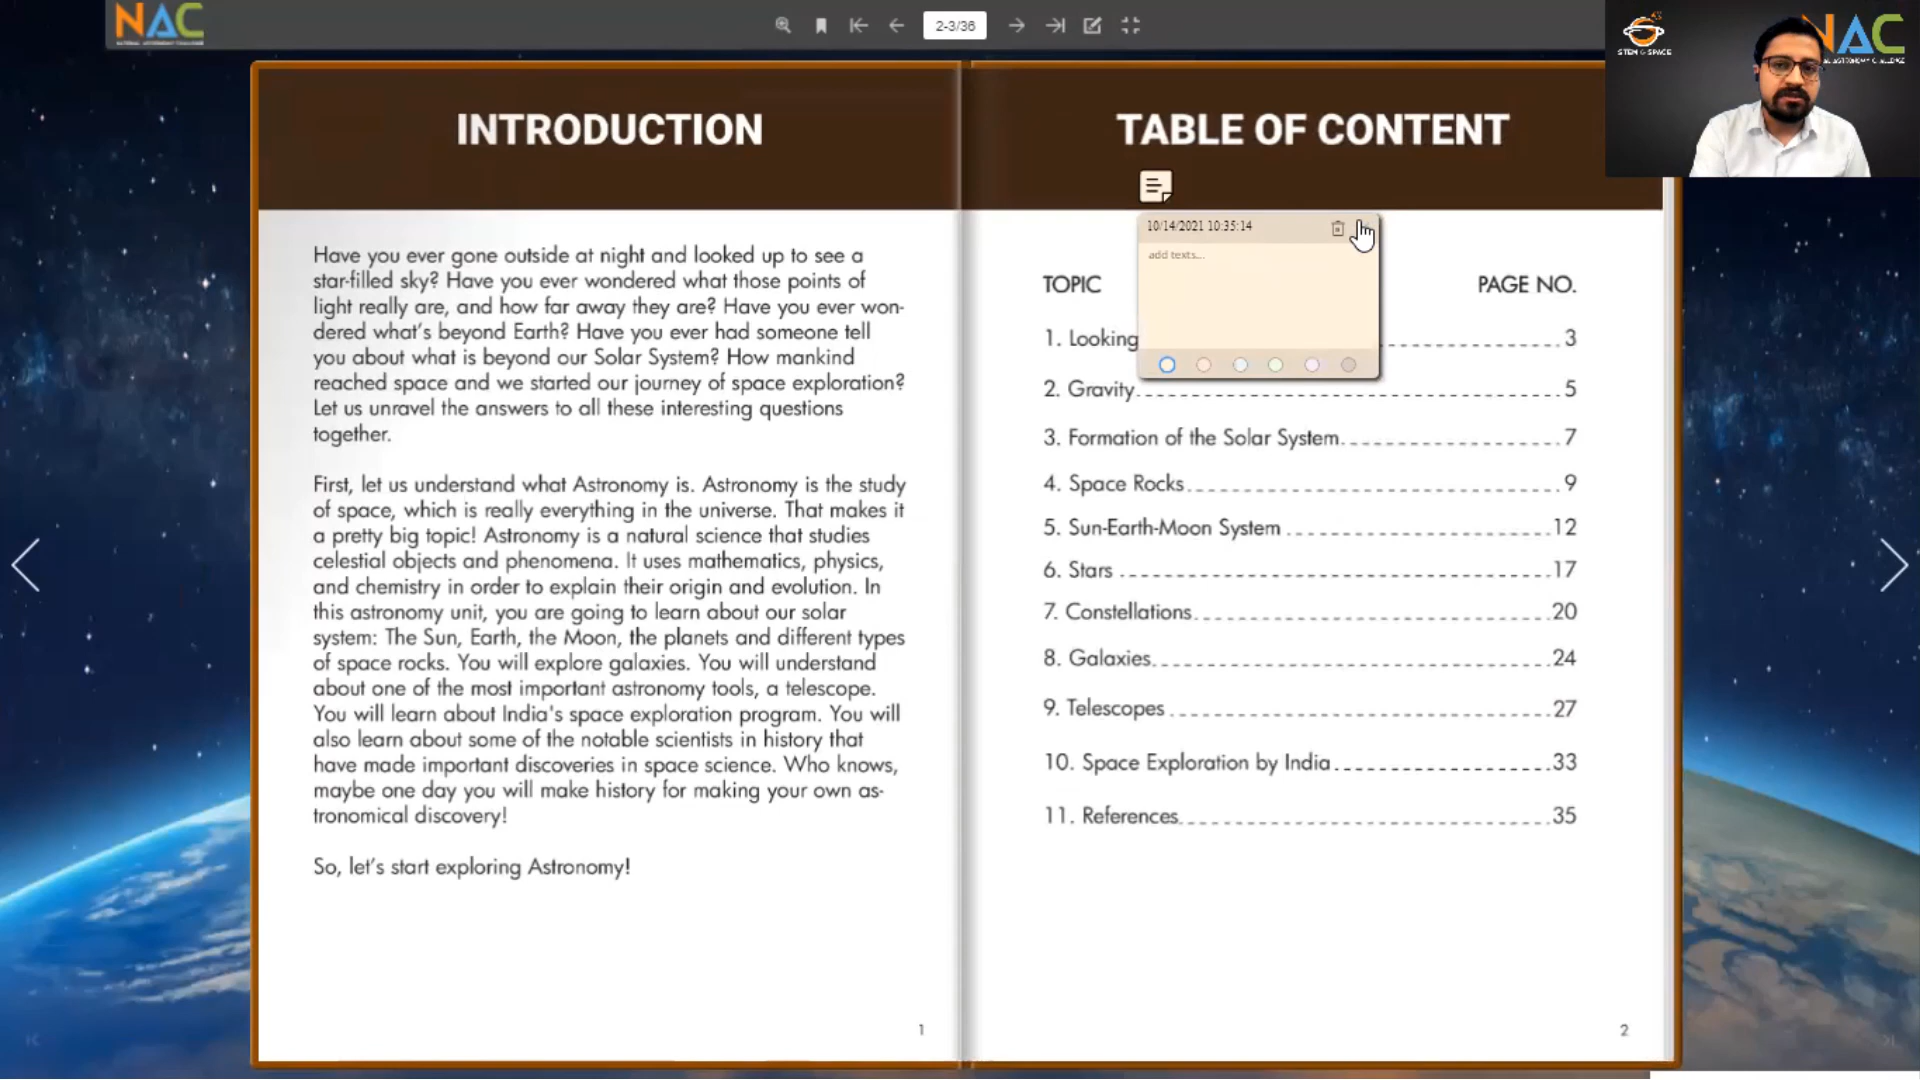 NAC
2-3/36
STEM & SPACE
NAC
INTRODUCTION
Have you ever gone outside at night and looked up to see a
star-filled sky? Have you ever wondered what those points of
light really are, and how far away they are? Have you ever won-
dered what's beyond Earth? Have you ever had someone tell
you about what is beyond our Solar System? How mankind
reached space and we started our journey of space exploration?
Let us unravel the answers to all these interesting questions
together.
First, let us understand what Astronomy is. Astronomy is the study
of space, which is really everything in the universe. That makes it
a pretty big topic! Astronomy is a natural science that studies
celestial objects and phenomena. It uses mathematics, physics,
and chemistry in order to explain their origin and evolution. In
this astronomy unit, you are going to learn about our solar
system: The Sun, Earth, the Moon, the planets and different types
of space rocks. You will explore galaxies. You will understand
about one of the most important astronomy tools, a telescope.
You will learn about India's space exploration program. You will
also learn about some of the notable scientists in history that
have made important discoveries in space science. Who knows,
maybe one day you will make history for making your own as-
tronomical discovery!
So, let's start exploring Astronomy!
1
TABLE OF CONTENT
10/14/2021 10:35:14
add texts...
TOPIC PAGE NO.
1. Looking 3
2. Gravity 5
3. Formation of the Solar System 7
4. Space Rocks 9
5. Sun-Earth-Moon System 12
6. Stars 17
7. Constellations 20
8. Galaxies 24
9. Telescopes 27
10. Space Exploration by India 33
11. References 35
2